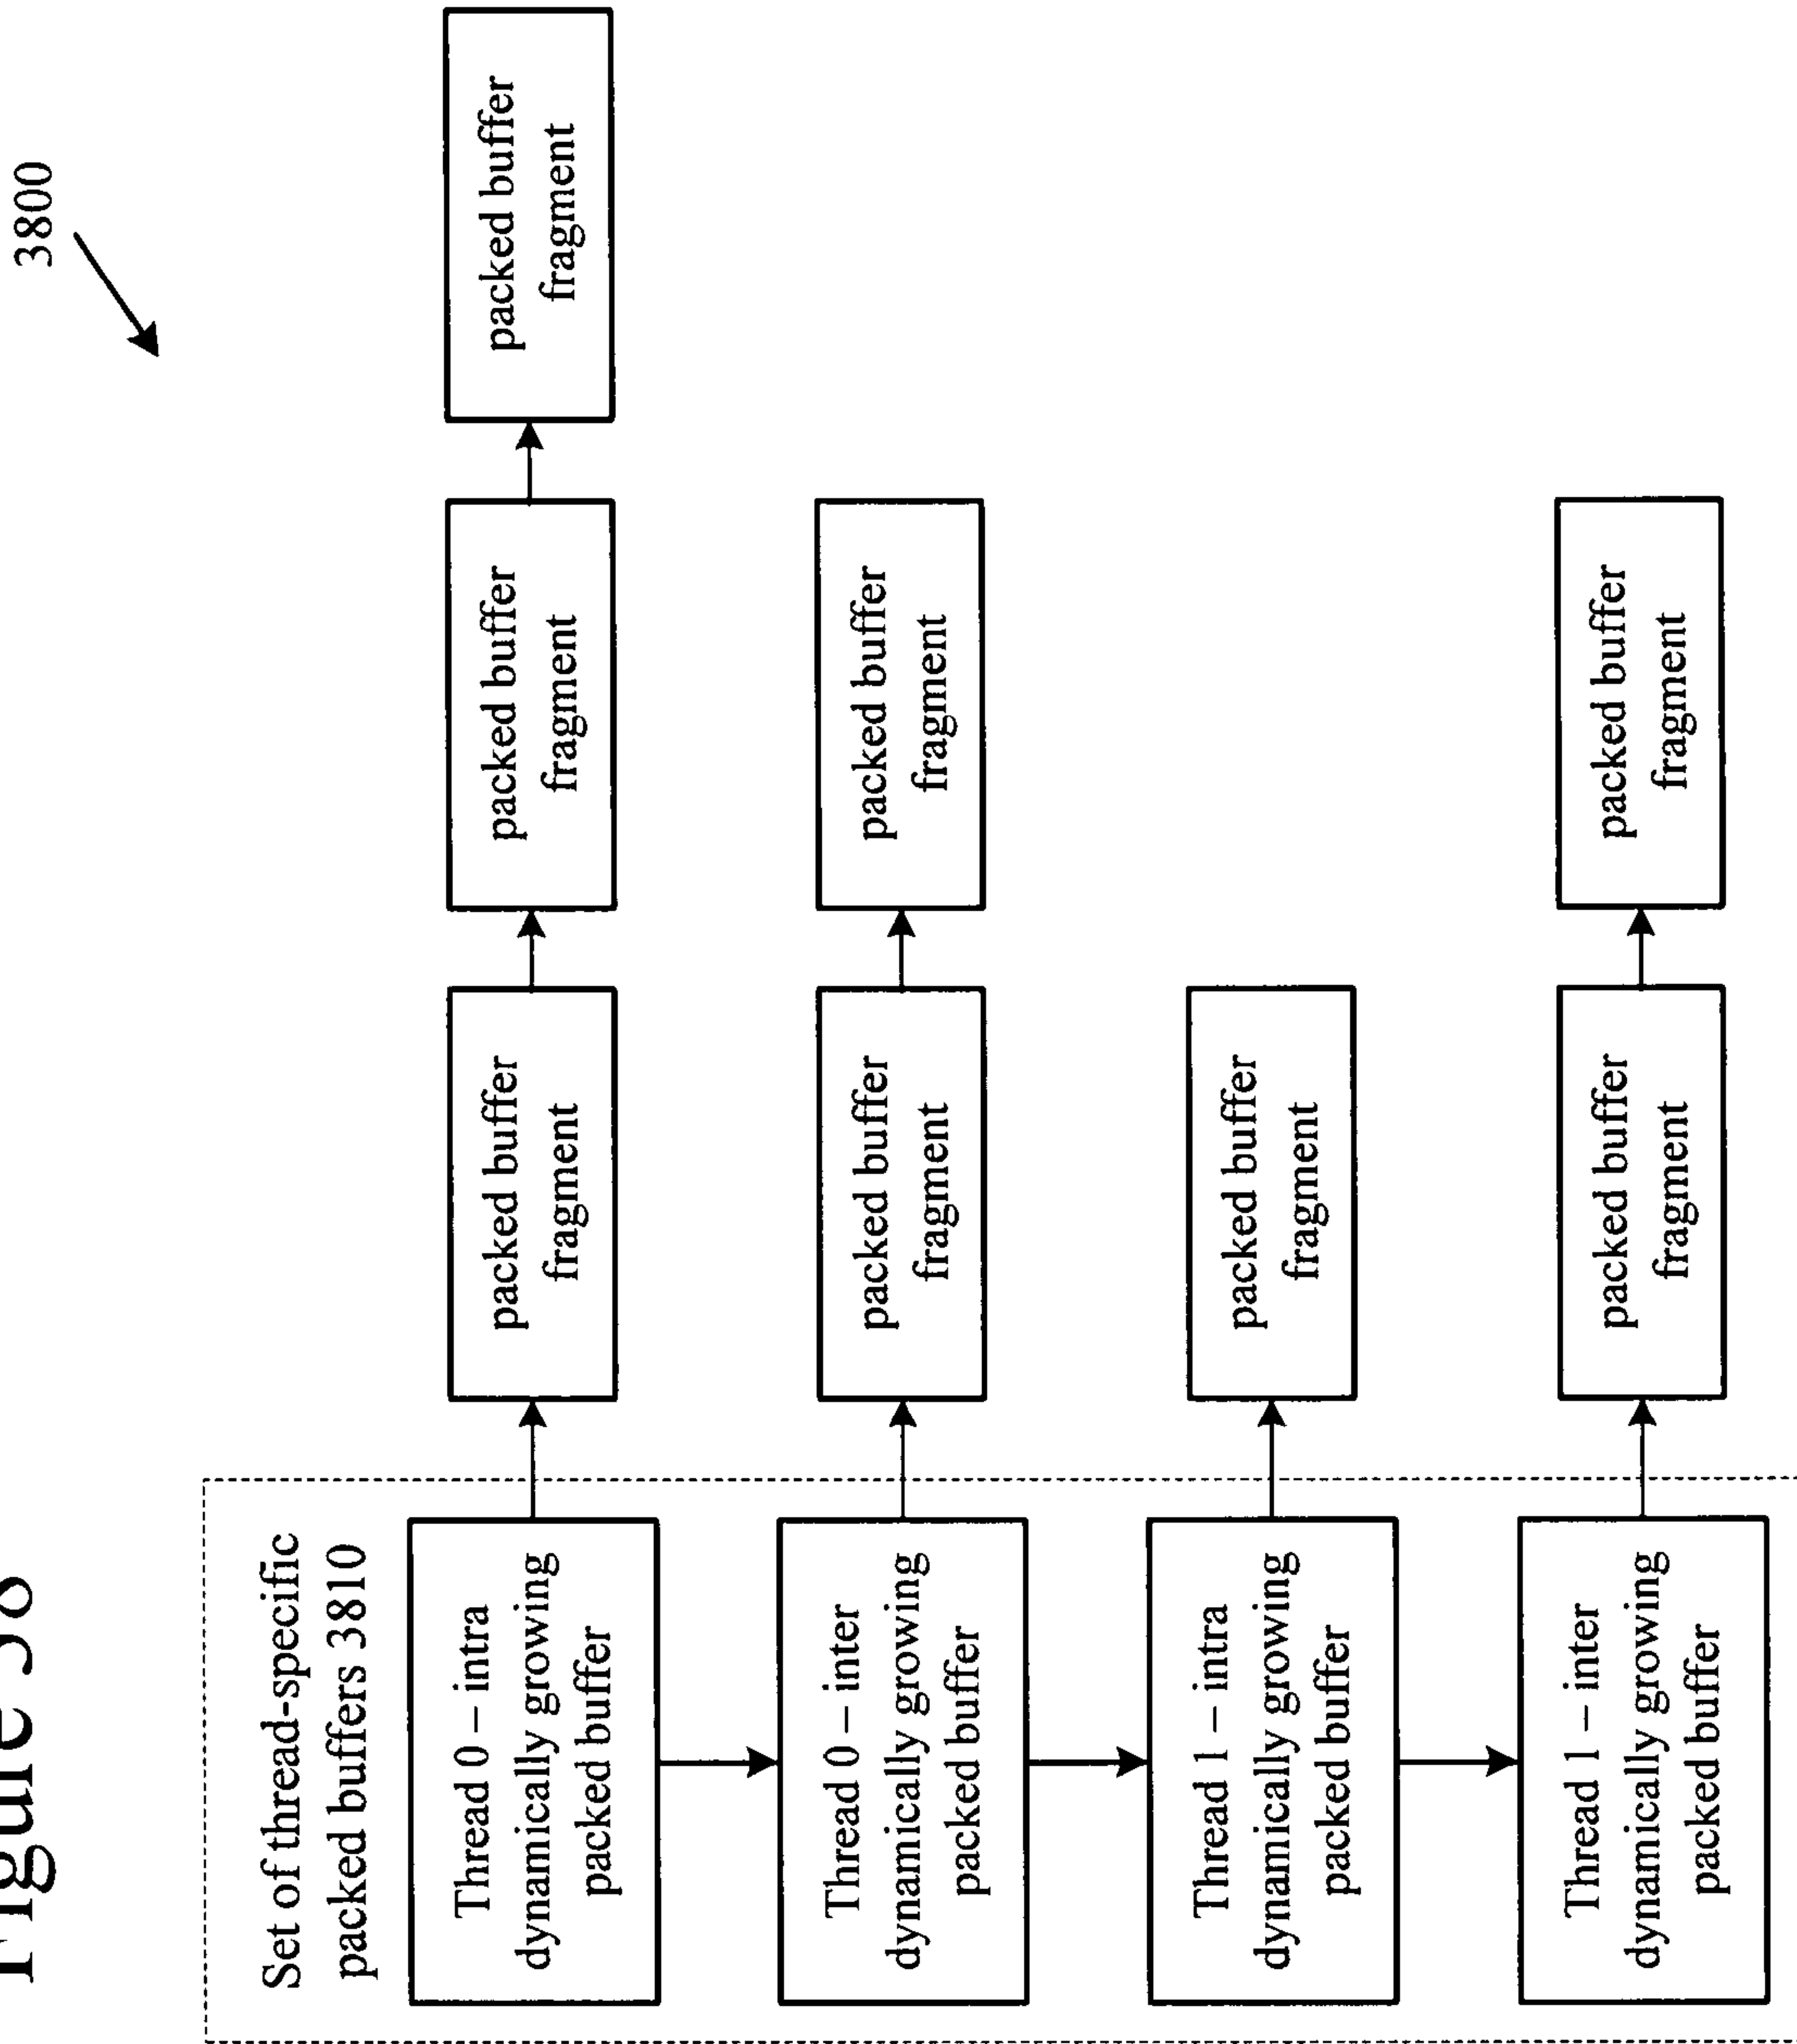 Figure 38
3800
Set of thread-specific
packed buffers 3810
Thread 0 – intra
dynamically growing
packed buffer
packed buffer
fragment
packed buffer
fragment
packed buffer
fragment
Thread 0 – inter
dynamically growing
packed buffer
packed buffer
fragment
packed buffer
fragment
Thread 1 – intra
dynamically growing
packed buffer
packed buffer
fragment
Thread 1 – inter
dynamically growing
packed buffer
packed buffer
fragment
packed buffer
fragment